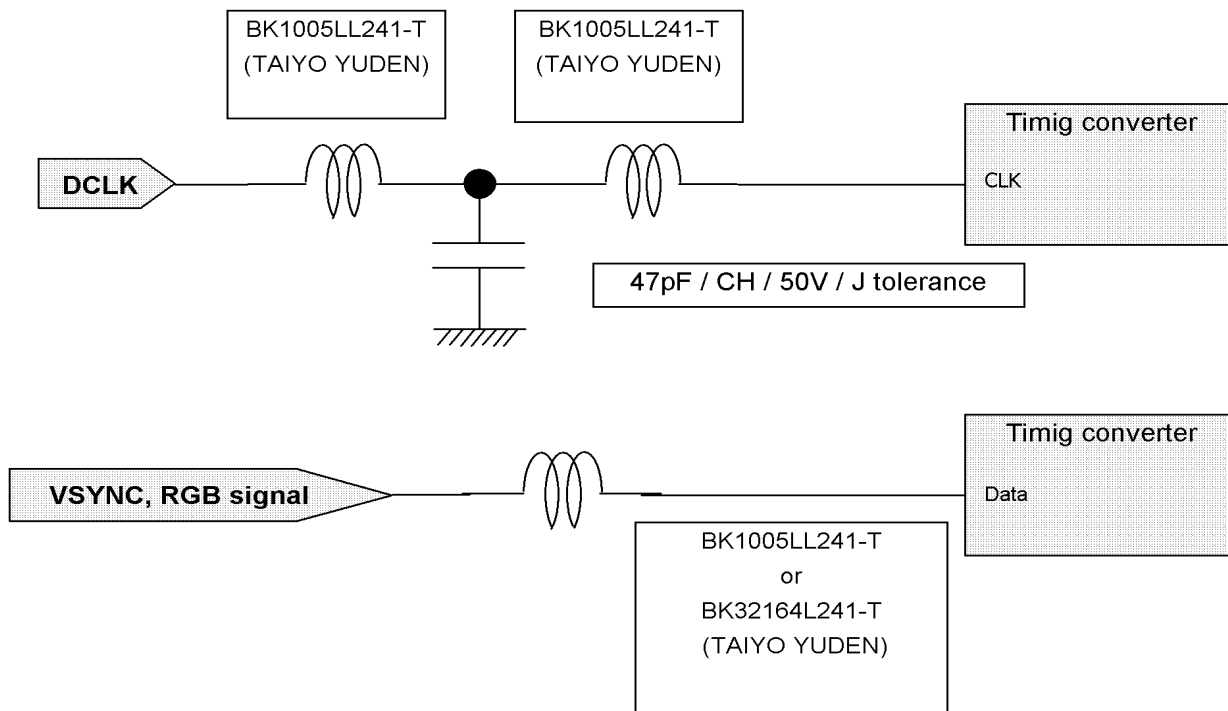 BK1005LL241-T
(TAIYO YUDEN)
BK1005LL241-T
(TAIYO YUDEN)
Timig converter
DCLK
CLK
47pF / CH / 50V / J tolerance
Timig converter
VSYNC, RGB signal
Data
BK1005LL241-T
or
BK32164L241-T
(TAIYO YUDEN)